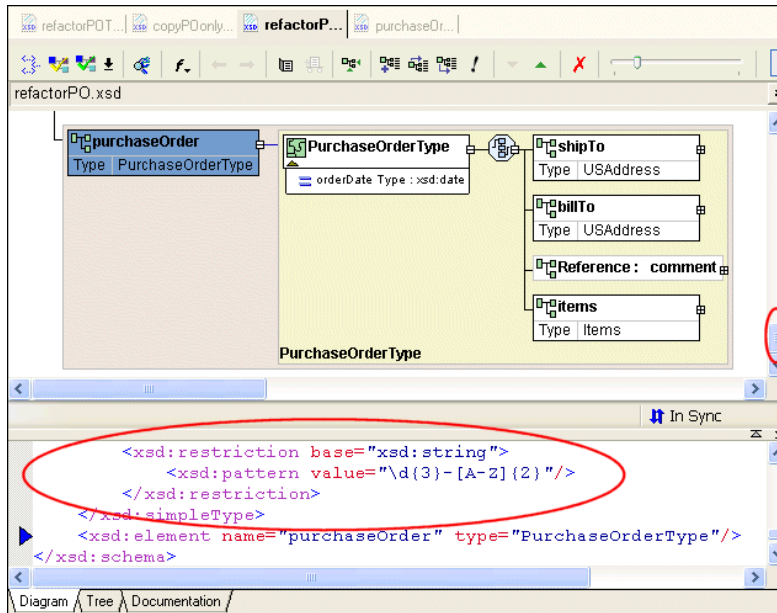 refactorPOT...
copyPOonly...
refactorP...
purchaseOr...
refactorPO.xsd
purchaseOrder
Type PurchaseOrderType
PurchaseOrderType
orderDate Type : xsd:date
shipTo
Type USAddress
billTo
Type USAddress
Reference : comment
items
Type Items
PurchaseOrderType
In Sync
<xsd:restriction base="xsd:string">
<xsd:pattern value="\d{3}-[A-Z]{2}"/>
</xsd:restriction>
</xsd:simpleType>
<xsd:element name="purchaseOrder" type="PurchaseOrderType"/>
</xsd:schema>
Diagram Tree Documentation